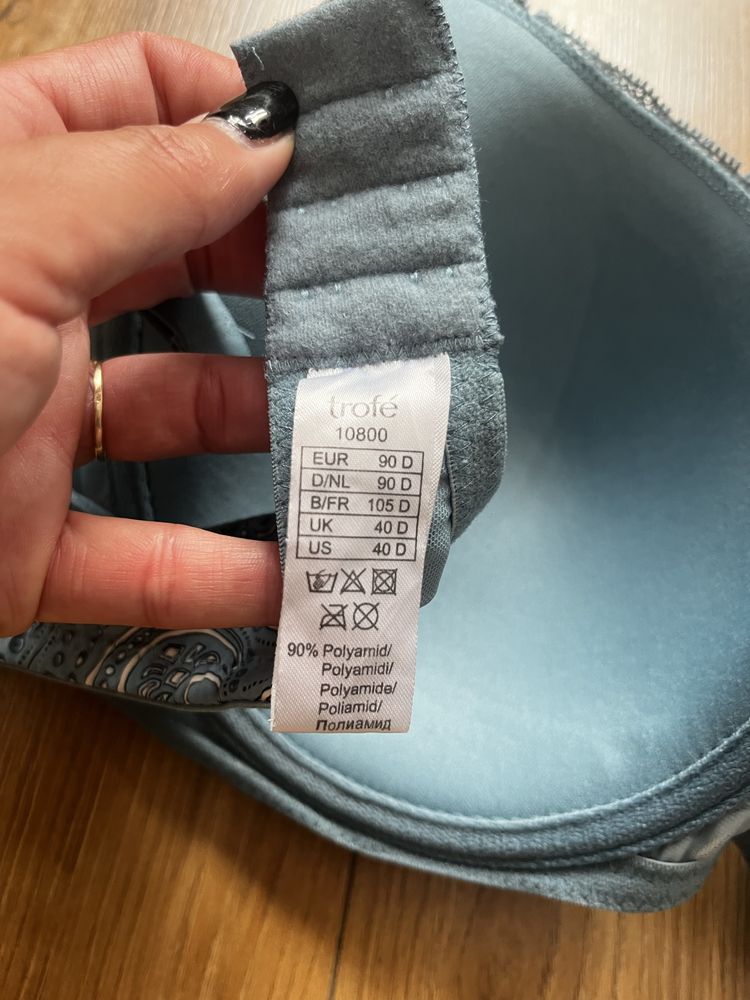 trofé
10800
EUR 90 D
D/NL 90 D
B/FR 105 D
UK 40 D
US 40 D
90% Polyamid/
Polyamidi/
Polyamide/
Poliamid/
Полиамид